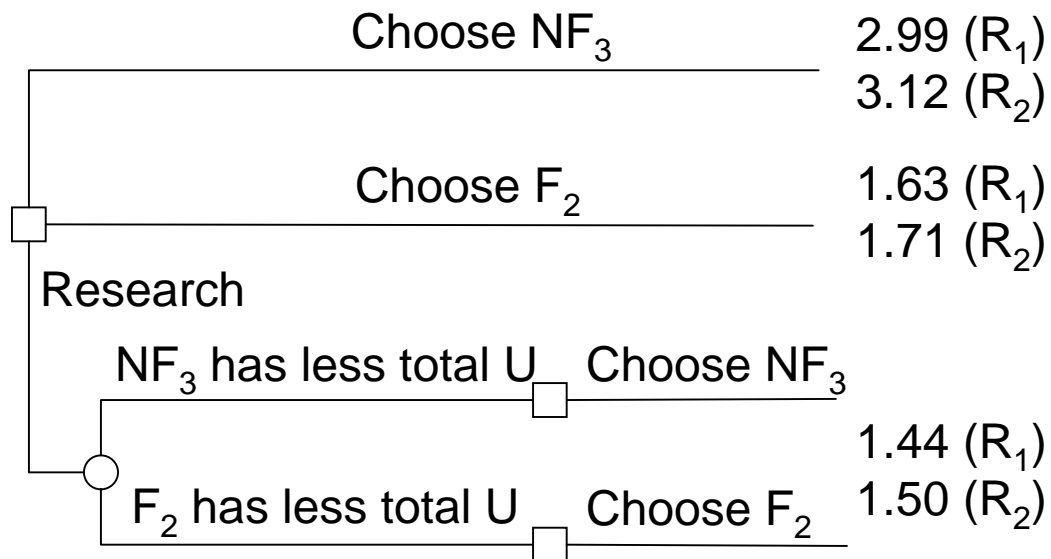 Choose NF₃
2.99 (R₁)
3.12 (R₂)
Choose F₂
1.63 (R₁)
1.71 (R₂)
Research
NF₃ has less total U
Choose NF₃
1.44 (R₁)
1.50 (R₂)
F₂ has less total U
Choose F₂